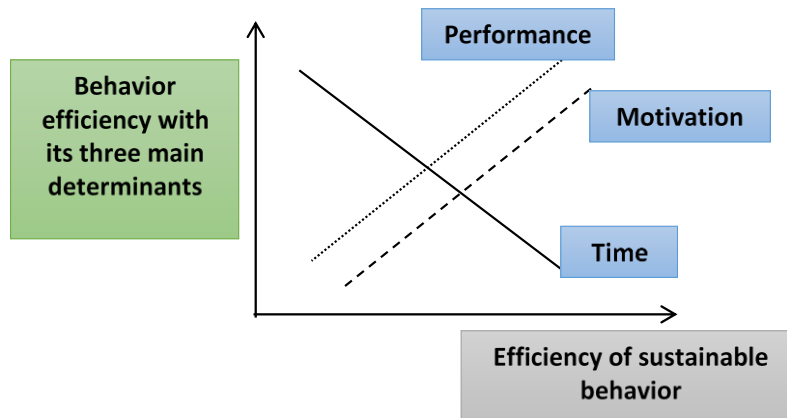 Performance
Behavior
efficiency with
its three main
determinants
Motivation
Time
Efficiency of sustainable
behavior